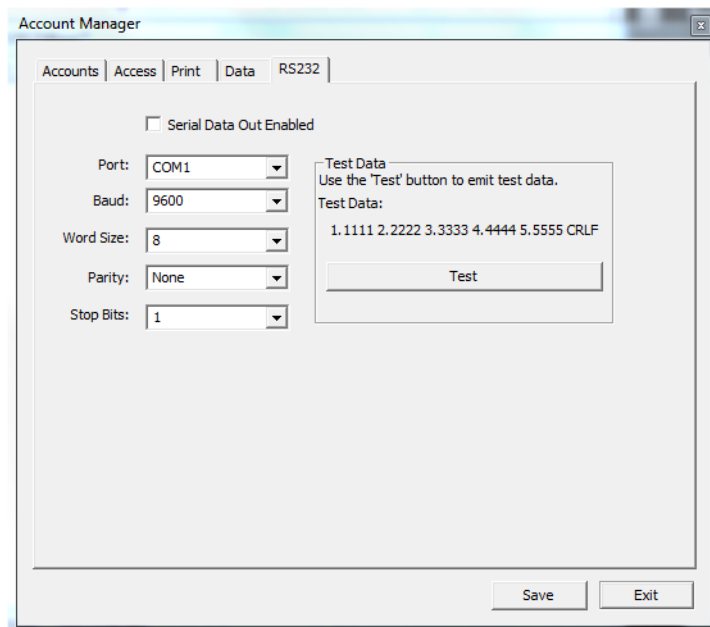 Account Manager
x
Accounts Access Print Data RS232
Serial Data Out Enabled
Port: COM1
Baud: 9600
Word Size: 8
Parity: None
Stop Bits: 1
Test Data
Use the 'Test' button to emit test data.
Test Data:
1.1111 2.2222 3.3333 4.4444 5.5555 CRLF
Test
Save Exit